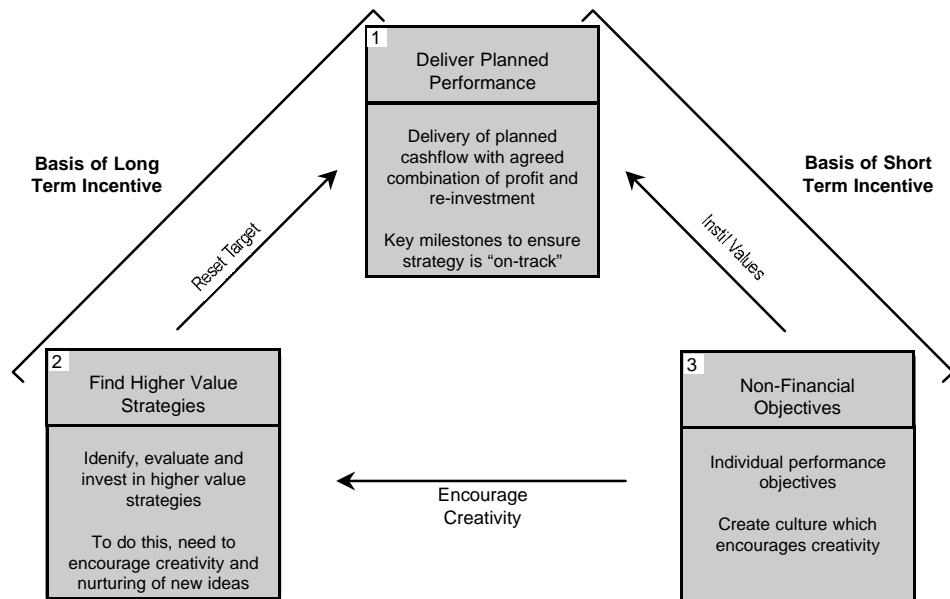 1
Deliver Planned
Performance
Delivery of planned
cashflow with agreed
combination of profit and
re-investment
Key milestones to ensure
strategy is “on-track”
Basis of Long
Term Incentive
Basis of Short
Term Incentive
Reset Target
Instil Values
2
Find Higher Value
Strategies
Idenify, evaluate and
invest in higher value
strategies
To do this, need to
encourage creativity and
nurturing of new ideas
Encourage
Creativity
3
Non-Financial
Objectives
Individual performance
objectives
Create culture which
encourages creativity